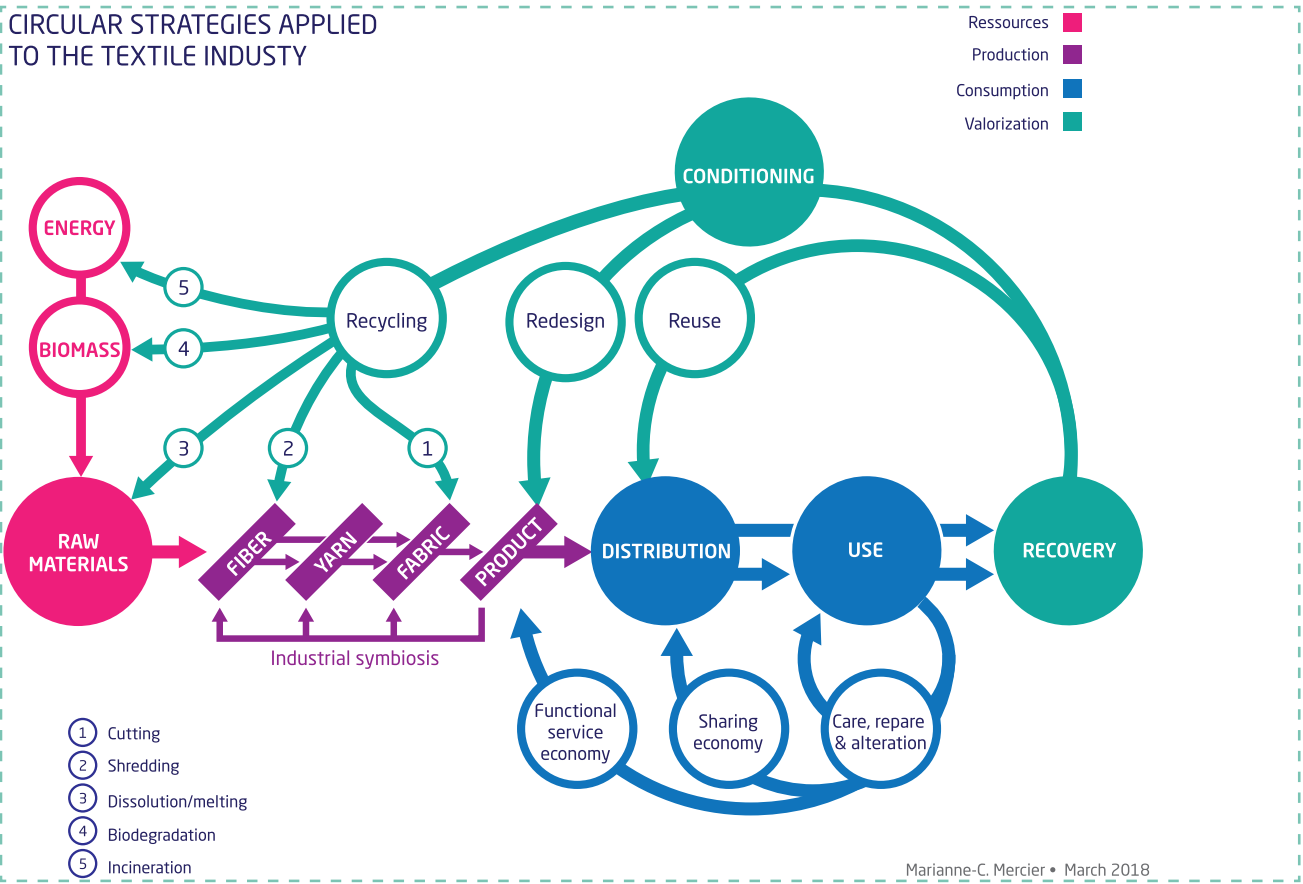 CIRCULAR STRATEGIES APPLIED
TO THE TEXTILE INDUSTY
Ressources
Production
Consumption
Valorization
CONDITIONING
ENERGY
5
Recycling
Redesign
Reuse
BIOMASS
4
3
2
1
RAW
MATERIALS
FIBER
YARN
FABRIC
PRODUCT
DISTRIBUTION
USE
RECOVERY
Industrial symbiosis
Functional
service
economy
Sharing
economy
Care, repare
& alteration
1 Cutting
2 Shredding
3 Dissolution/melting
4 Biodegradation
5 Incineration
Marianne-C. Mercier • March 2018